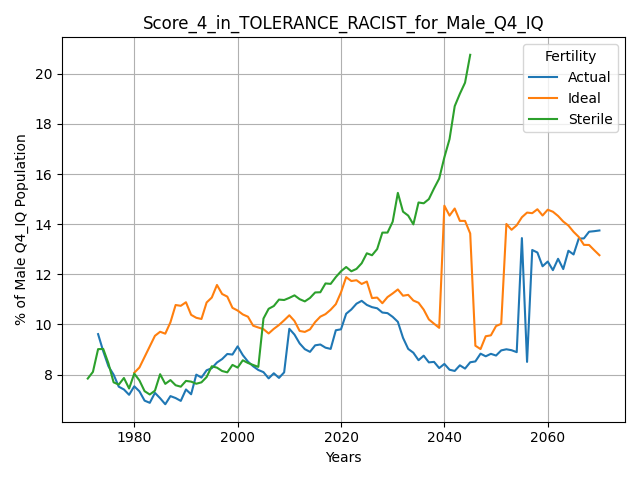 Score_4_in_TOLERANCE_RACIST_for_Male_Q4_IQ
% of Male Q4_IQ Population
20
18
16
14
12
10
8
Fertility
Actual
Ideal
Sterile
1980
2000
2020
2040
2060
Years